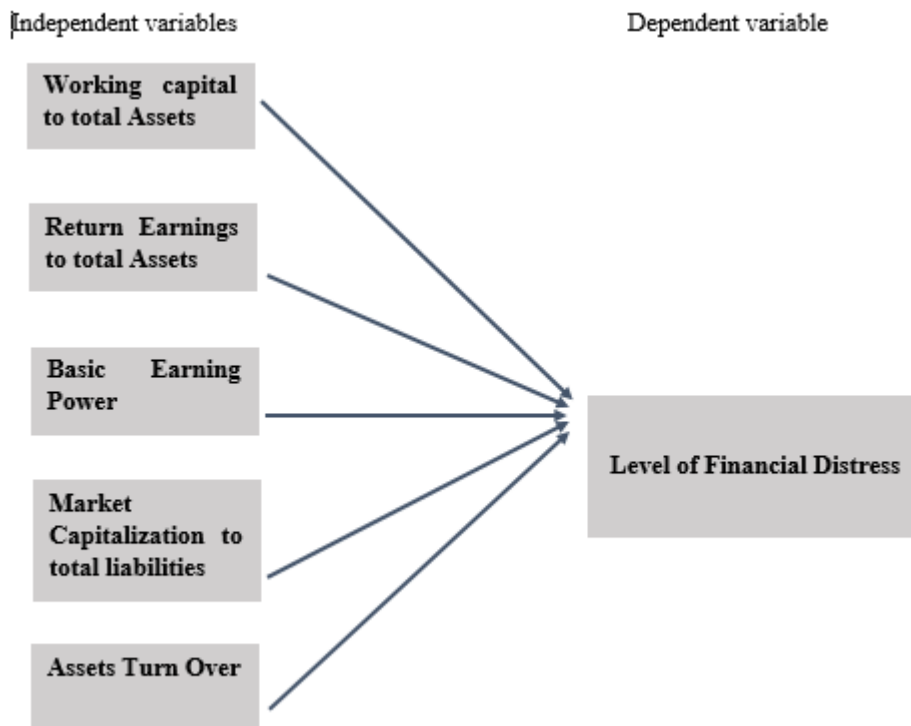 Independent variables
Dependent variable
Working capital
to total Assets
Return Earnings
to total Assets
Basic Earning
Power
Market
Capitalization to
total liabilities
Assets Turn Over
Level of Financial Distress